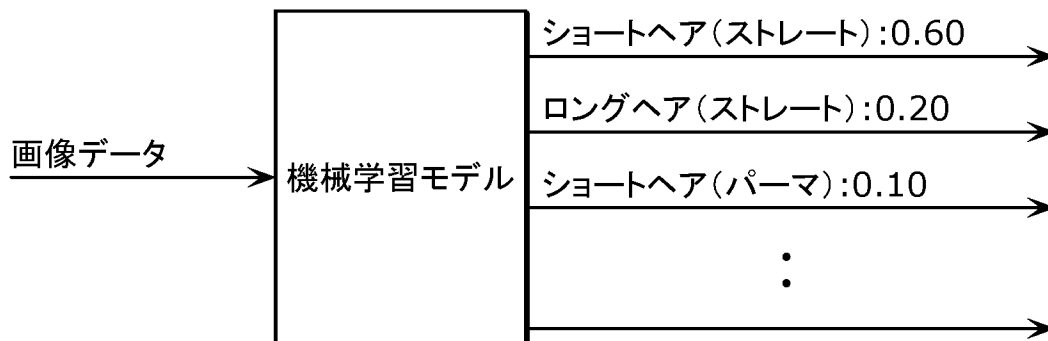 画像データ
機械学習モデル
ショートヘア(ストレート):0.60
ロングヘア(ストレート):0.20
ショートヘア(パーマ):0.10
: